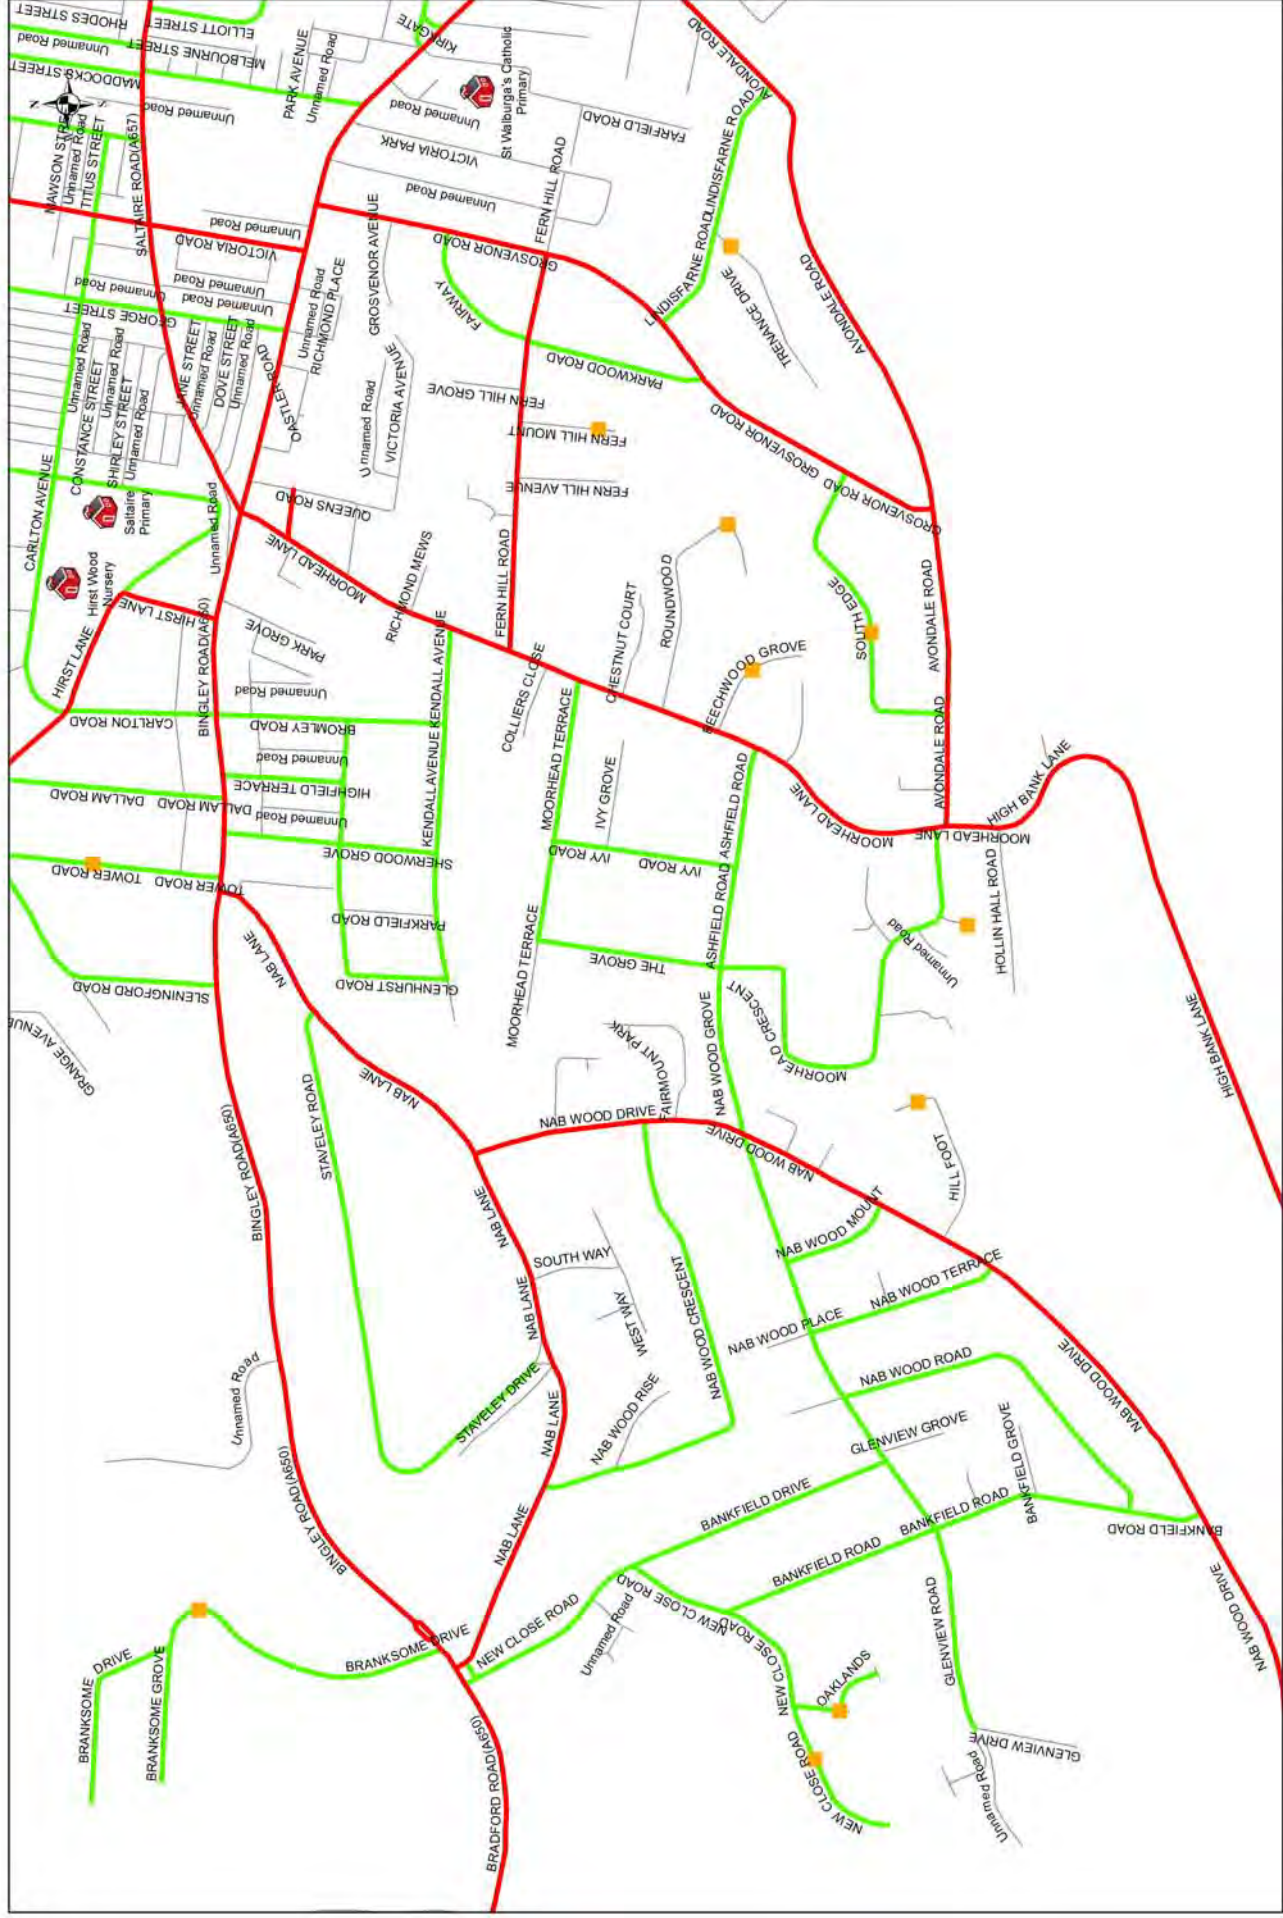 RHODES STREET
ELLIOTT STREET
Unnamed Road
MELBOURNE STREET
MADDOCKS STREET
PARK AVENUE
Unnamed Road
KIRKGATE
AVONDALE ROAD
N
Unnamed Road
Unnamed Road
St Walburga's Catholic
Primary
FARFIELD ROAD
Unnamed Road
TITUS STREET
SALTAIRE ROAD(A657)
VICTORIA PARK
LINDISFARNE ROAD
LINDISFARNE ROAD
Unnamed Road
VICTORIA ROAD
Unnamed Road
FERN HILL ROAD
GROSVENOR AVENUE
GROSVENOR ROAD
Unnamed Road
Unnamed Road
Unnamed Road
GEORGE STREET
Unnamed Road
RICHMOND PLACE
FAIRWAY
TRENANCE DRIVE
AVONDALE ROAD
Unnamed Road
CONSTANCE STREET
Unnamed Road
SHIRLEY STREET
Unnamed Road
JANE STREET
Unnamed Road
DOVE STREET
Unnamed Road
OASTLER ROAD
Unnamed Road
VICTORIA AVENUE
PARKWOOD ROAD
FERN HILL GROVE
FERN HILL MOUNT
GROSVENOR ROAD
GROSVENOR ROAD
GROSVENOR ROAD
CARLTON AVENUE
Saltaire
Primary
Unnamed Road
QUEENS ROAD
FERN HILL AVENUE
Hirst Wood
Nursery
HIRST LANE
HIRST LANE
MOORHEAD LANE
RICHMOND MEWS
FERN HILL ROAD
ROUNDWOOD
CHESTNUT COURT
SOUTH EDGE
AVONDALE ROAD
BINGLEY ROAD(A650)
PARK GROVE
Unnamed Road
CARLTON ROAD
BROMLEY ROAD
KENDALL AVENUE
KENDALL AVENUE
COLLIERS CLOSE
BEECHWOOD GROVE
AVONDALE ROAD
HIGH BANK LANE
Unnamed Road
HIGHFIELD TERRACE
DALLAM ROAD
DALLAM ROAD
DALLAM ROAD
Unnamed Road
MOORHEAD TERRACE
IVY GROVE
ASHFIELD ROAD
MOORHEAD LANE
MOORHEAD LANE
SHERWOOD GROVE
IVY ROAD
IVY ROAD
TOWER ROAD
TOWER ROAD
TOWER ROAD
PARKFIELD ROAD
MOORHEAD TERRACE
ASHFIELD ROAD
Unnamed Road
HOLLIN HALL ROAD
NAB LANE
THE GROVE
SLENINGFORD ROAD
GLENHURST ROAD
MOORHEAD TERRACE
NAB WOOD GROVE
MOORHEAD CRESCENT
GRANGE AVENUE
FAIRMOUNT PARK
NAB LANE
STAVELEY ROAD
HIGH BANK LANE
NAB WOOD DRIVE
NAB WOOD DRIVE
HILL FOOT
BINGLEY ROAD(A650)
NAB LANE
SOUTH WAY
NAB WOOD MOUNT
NAB WOOD TERRACE
NAB LANE
WEST WAY
NAB WOOD CRESCENT
NAB WOOD PLACE
NAB WOOD ROAD
NAB WOOD DRIVE
Unnamed Road
STAVELEY DRIVE
NAB LANE
NAB WOOD RISE
GLENVIEW GROVE
BANKFIELD GROVE
BINGLEY ROAD(A650)
NAB LANE
BANKFIELD DRIVE
BANKFIELD ROAD
BANKFIELD ROAD
BANKFIELD ROAD
NEW CLOSE ROAD
NEW CLOSE ROAD
Unnamed Road
GLENVIEW ROAD
NAB WOOD DRIVE
BRANKSOME DRIVE
BRANKSOME DRIVE
BRANKSOME GROVE
NEW CLOSE ROAD
OAKLANDS
BRADFORD ROAD(A650)
NEW CLOSE ROAD
GLENVIEW DRIVE
Unnamed Road